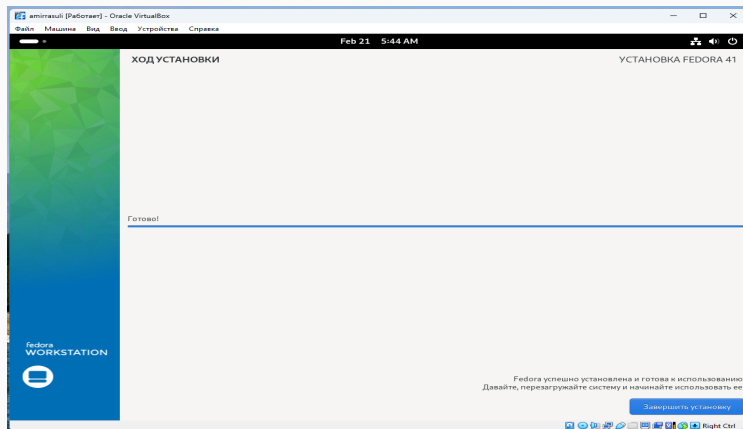 amirrasuli [Работает] - Oracle VirtualBox
Файл Машина Вид Ввод Устройства Справка
Feb 21 5:44 AM
ХОД УСТАНОВКИ
УСТАНОВКА FEDORA 41
Готово!
fedora
WORKSTATION
Fedora успешно установлена и готова к использованию
Давайте, перезагружайте систему и начинайте использовать ее
Завершить установку
Right Ctrl